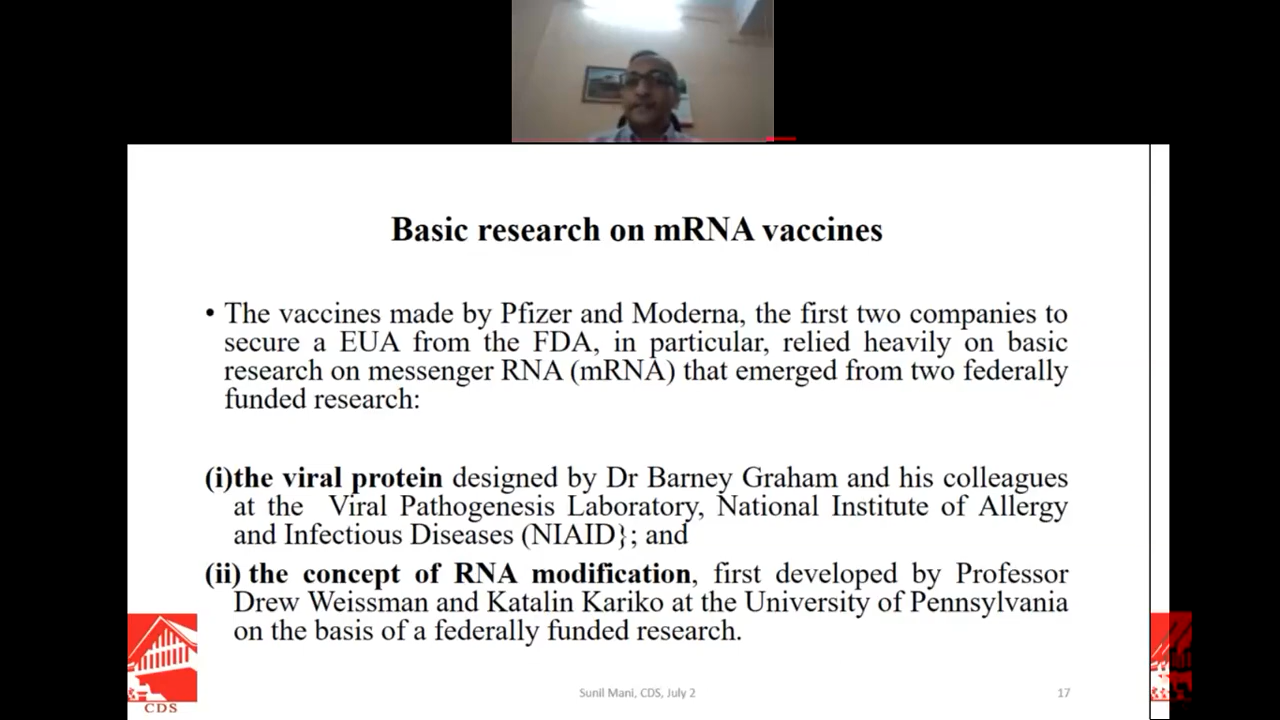 Basic research on mRNA vaccines
• The vaccines made by Pfizer and Moderna, the first two companies to
secure a EUA from the FDA, in particular, relied heavily on basic
research on messenger RNA (mRNA) that emerged from two federally
funded research:
(i)the viral protein designed by Dr Barney Graham and his colleagues
at the Viral Pathogenesis Laboratory, National Institute of Allergy
and Infectious Diseases (NIAID}; and
(ii) the concept of RNA modification, first developed by Professor
Drew Weissman and Katalin Kariko at the University of Pennsylvania
on the basis of a federally funded research.
CDS
Sunil Mani, CDS, July 2
17